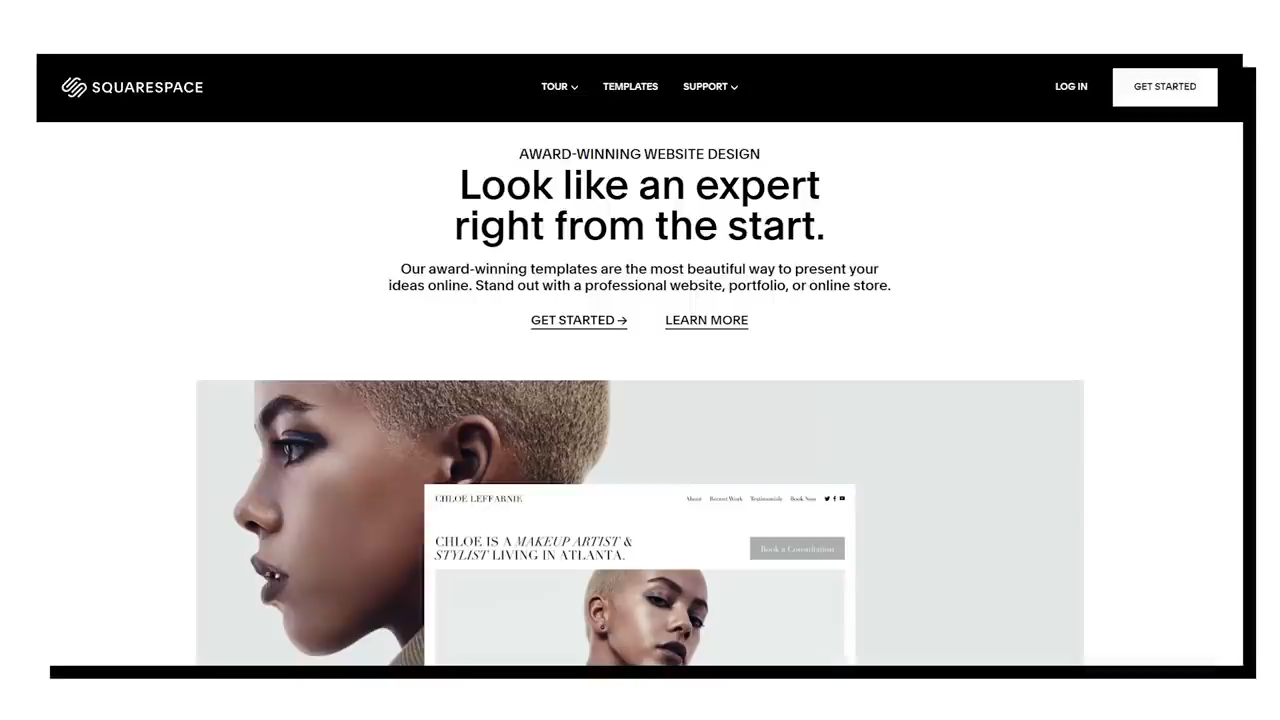 SQUARESPACE
TOUR TEMPLATES SUPPORT
LOG IN GET STARTED
AWARD-WINNING WEBSITE DESIGN
Look like an expert
right from the start.
Our award-winning templates are the most beautiful way to present your
ideas online. Stand out with a professional website, portfolio, or online store.
GET STARTED → LEARN MORE
CHLOE LEFFARNIE
About Recent Work Testimonials Book Now
CHLOE IS A MAKEUP ARTIST &
STYLIST LIVING IN ATLANTA.
Book a Consultation